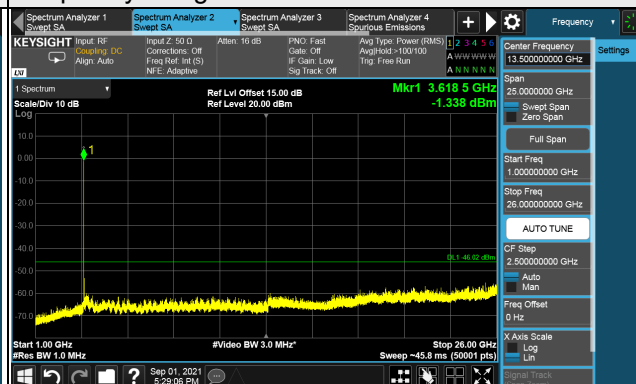 Spectrum Analyzer 1
Swept SA
Spectrum Analyzer 2
Swept SA
Spectrum Analyzer 3
Swept SA
Spectrum Analyzer 4
Spurious Emissions
Frequency
KEYSIGHT
Input: RF
Coupling: DC
Align: Auto
Input Z: 50 Ω
Corrections: Off
Freq Ref: Int (S)
NFE: Adaptive
Atten: 16 dB
PNO: Fast
Gate: Off
IF Gain: Low
Sig Track: Off
Avg Type: Power (RMS)
Avg|Hold:>100/100
Trig: Free Run
1 2 3 4 5 6
A W W W W W
A N N N N N
LXI
1 Spectrum
Scale/Div 10 dB
Log
Ref Lvl Offset 15.00 dB
Ref Level 20.00 dBm
Mkr1 3.618 5 GHz
-1.338 dBm
10.0
0.00
-10.0
-20.0
-30.0
-40.0
-50.0
-60.0
-70.0
1
DL1 -46.02 dBm
Start 1.00 GHz
#Res BW 1.0 MHz
#Video BW 3.0 MHz*
Stop 26.00 GHz
Sweep ~45.8 ms (50001 pts)
Sep 01, 2021
5:29:06 PM
Center Frequency
13.500000000 GHz
Settings
Span
25.0000000 GHz
Swept Span
Zero Span
Full Span
Start Freq
1.000000000 GHz
Stop Freq
26.000000000 GHz
AUTO TUNE
CF Step
2.500000000 GHz
Auto
Man
Freq Offset
0 Hz
X Axis Scale
Log
Lin
Signal Track